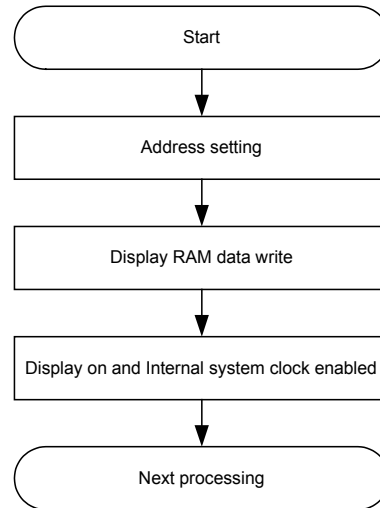 Start
Address setting
Display RAM data write
Display on and Internal system clock enabled
Next processing